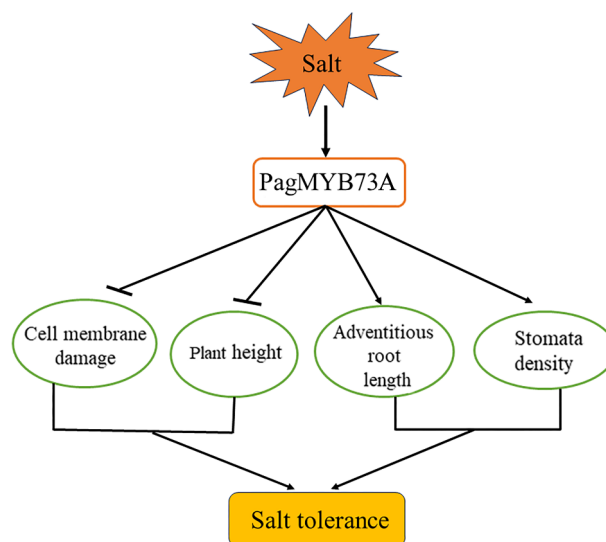 Salt
PagMYB73A
Cell membrane
damage
Plant height
Adventitious
root
length
Stomata
density
Salt tolerance